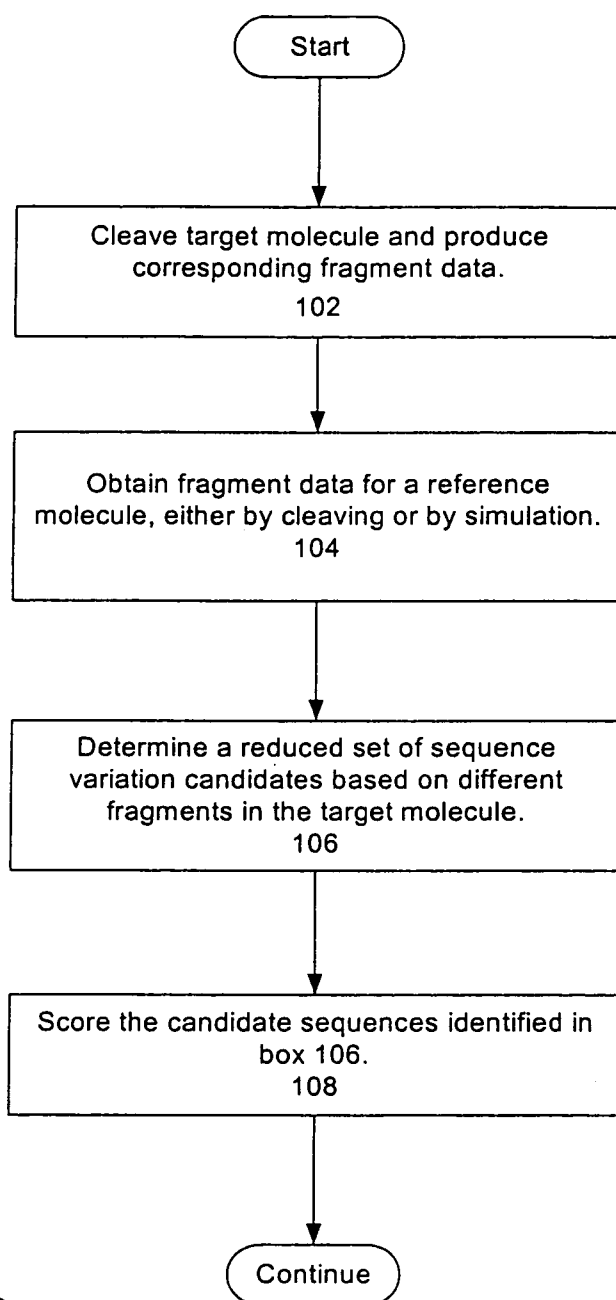 Start
Cleave target molecule and produce
corresponding fragment data.
102
Obtain fragment data for a reference
molecule, either by cleaving or by simulation.
104
Determine a reduced set of sequence
variation candidates based on different
fragments in the target molecule.
106
Score the candidate sequences identified in
box 106.
108
Continue